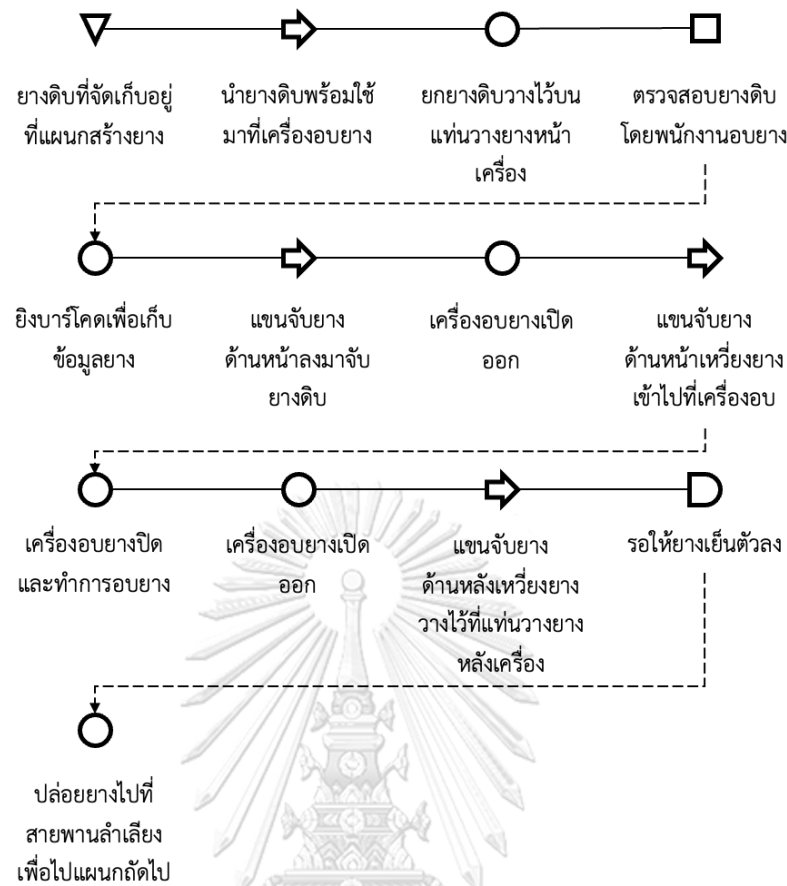 ยางดิบที่จัดเก็บอยู่
ที่แผนกสร้างยาง
นำยางดิบพร้อมใช้
มาที่เครื่องอบยาง
ยกยางดิบวางไว้บน
แท่นวางยางหน้า
เครื่อง
ตรวจสอบยางดิบ
โดยพนักงานอบยาง
ยิงบาร์โคดเพื่อเก็บ
ข้อมูลยาง
แขนจับยาง
ด้านหน้าลงมาจับ
ยางดิบ
เครื่องอบยางเปิด
ออก
แขนจับยาง
ด้านหน้าเหวี่ยงยาง
เข้าไปที่เครื่องอบ
เครื่องอบยางปิด
และทำการอบยาง
เครื่องอบยางเปิด
ออก
แขนจับยาง
ด้านหลังเหวี่ยงยาง
วางไว้ที่แท่นวางยาง
หลังเครื่อง
รอให้ยางเย็นตัวลง
ปล่อยยางไปที่
สายพานลำเลียง
เพื่อไปแผนกถัดไป